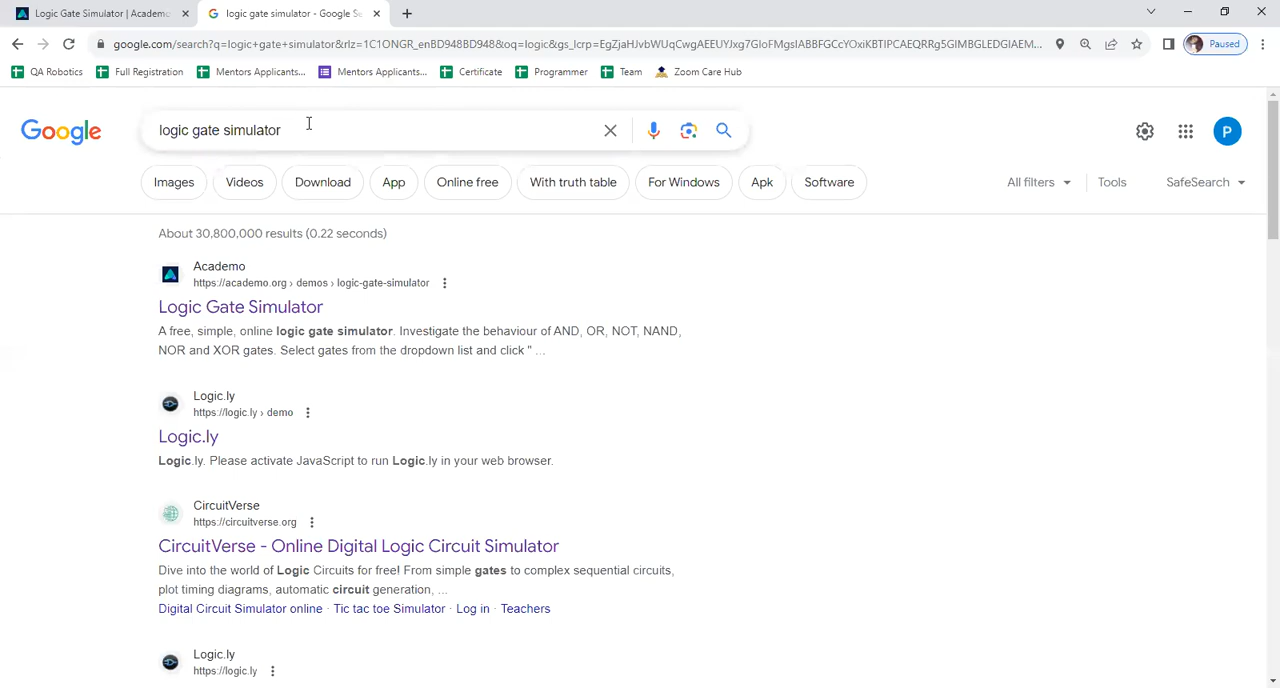 Logic Gate Simulator | Academo
logic gate simulator - Google Se
google.com/search?q=logic+gate+simulator&rlz=1C1ONGR_enBD948BD948&oq=logic&gs_lcrp=EgZjaHJvbWUqCwgAEEUYJxg7GIoFMgsIABBFGCcYOxiKBTIPCAEQRRg5GIMBGLEDGIAEM...
Paused
QA Robotics
Full Registration
Mentors Applicants...
Mentors Applicants...
Certificate
Programmer
Team
Zoom Care Hub
Google
logic gate simulator
P
Images
Videos
Download
App
Online free
With truth table
For Windows
Apk
Software
All filters
Tools
SafeSearch
About 30,800,000 results (0.22 seconds)
Academo
https://academo.org › demos › logic-gate-simulator
Logic Gate Simulator
A free, simple, online logic gate simulator. Investigate the behaviour of AND, OR, NOT, NAND,
NOR and XOR gates. Select gates from the dropdown list and click " ...
Logic.ly
https://logic.ly › demo
Logic.ly
Logic.ly. Please activate JavaScript to run Logic.ly in your web browser.
CircuitVerse
https://circuitverse.org
CircuitVerse - Online Digital Logic Circuit Simulator
Dive into the world of Logic Circuits for free! From simple gates to complex sequential circuits,
plot timing diagrams, automatic circuit generation, ...
Digital Circuit Simulator online · Tic tac toe Simulator · Log in · Teachers
Logic.ly
https://logic.ly